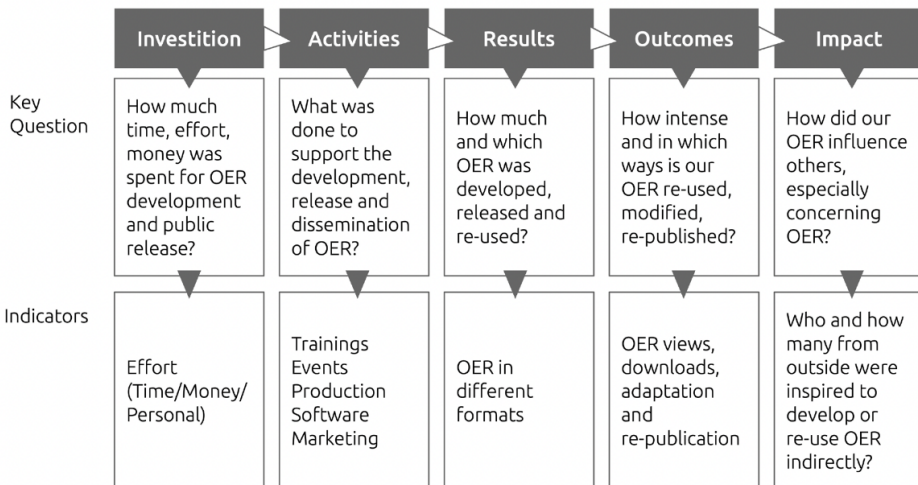 Investition
Activities
Results
Outcomes
Impact
Key
Question
How much
time, effort,
money was
spent for OER
development
and public
release?
What was
done to
support the
development,
release and
dissemination
of OER?
How much
and which
OER was
developed,
released and
re-used?
How intense
and in which
ways is our
OER re-used,
modified,
re-published?
How did our
OER influence
others,
especially
concerning
OER?
Indicators
Effort
(Time/Money/
Personal)
Trainings
Events
Production
Software
Marketing
OER in
different
formats
OER views,
downloads,
adaptation
and
re-publication
Who and how
many from
outside were
inspired to
develop or
re-use OER
indirectly?